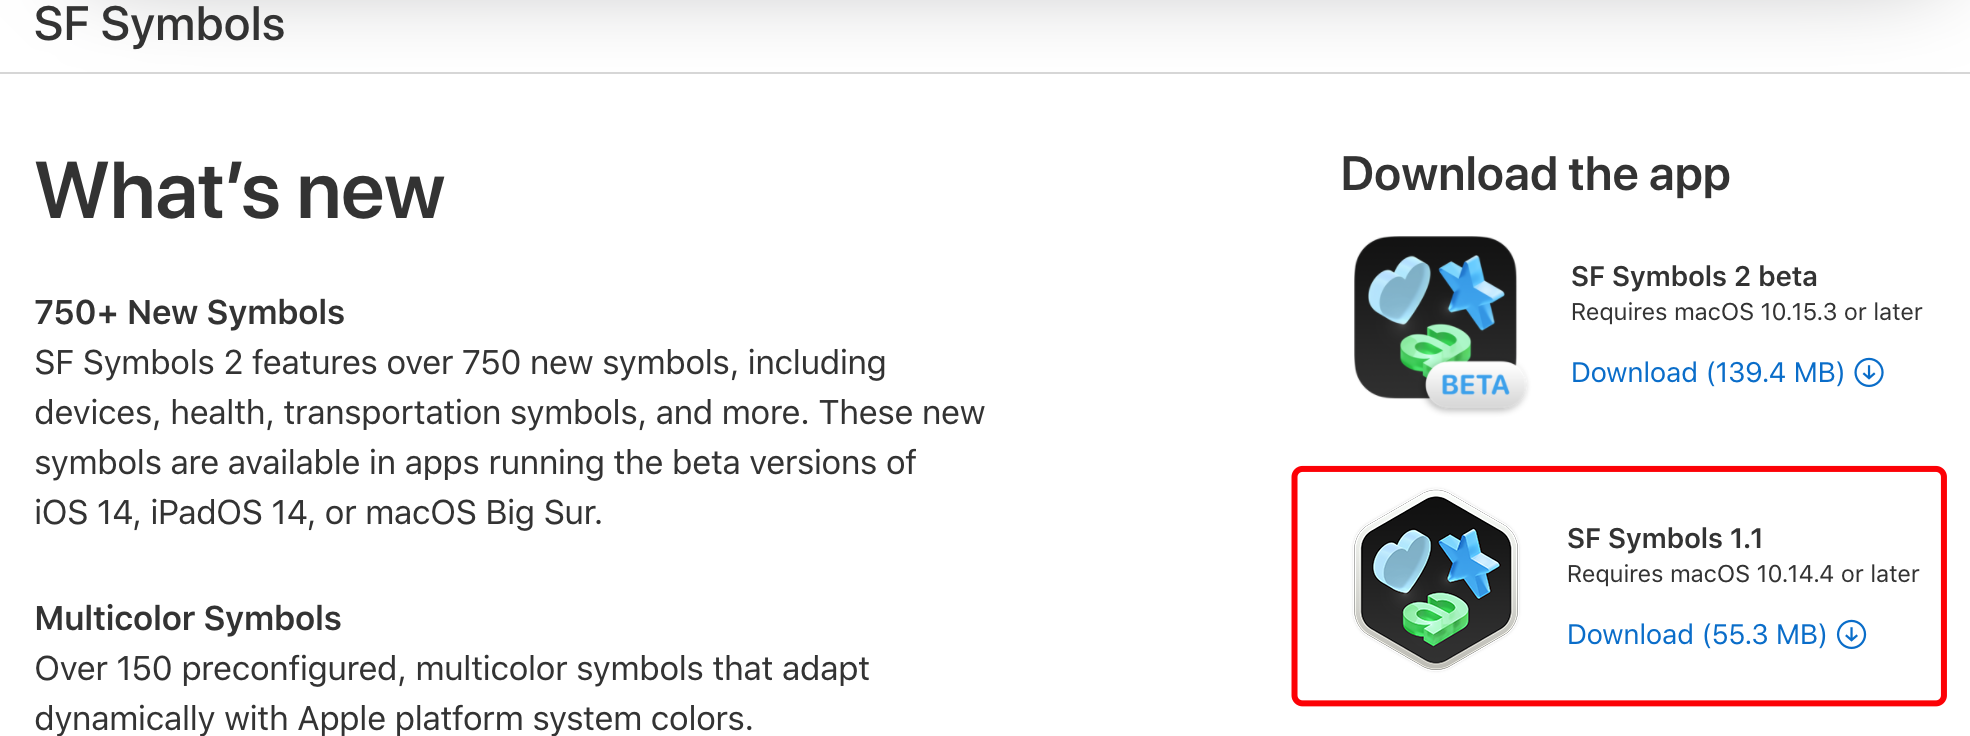 SF Symbols
What’s new
750+ New Symbols
SF Symbols 2 features over 750 new symbols, including
devices, health, transportation symbols, and more. These new
symbols are available in apps running the beta versions of
iOS 14, iPadOS 14, or macOS Big Sur.
Multicolor Symbols
Over 150 preconfigured, multicolor symbols that adapt
dynamically with Apple platform system colors.
Download the app
a
BETA
SF Symbols 2 beta
Requires macOS 10.15.3 or later
Download (139.4 MB)
a
SF Symbols 1.1
Requires macOS 10.14.4 or later
Download (55.3 MB)